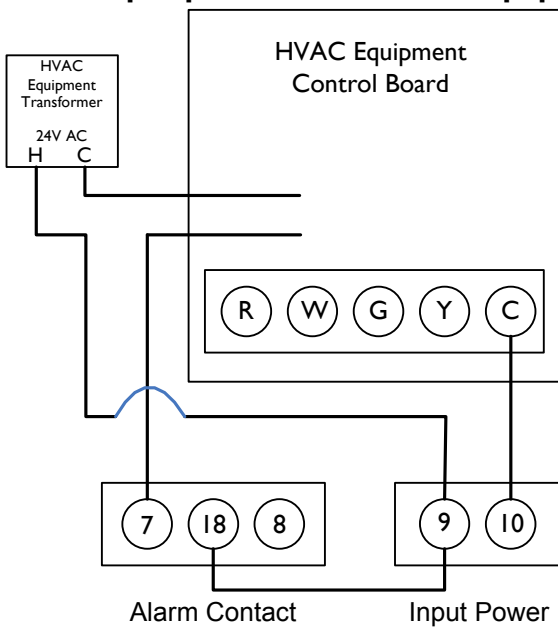 HVAC Equipment
Control Board
HVAC
Equipment
Transformer
24V AC
H C
R W G Y C
7 18 8 9 10
Alarm Contact Input Power